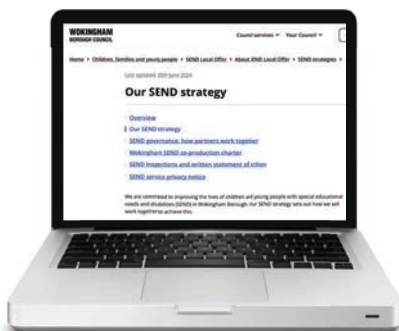 WOKINGHAM
BOROUGH COUNCIL
Council services
Your Council
Home › Children, families and young people › SEND Local Offer › About SEND Local Offer › SEND strategies ›
Last updated: 20th June 2024
Our SEND strategy
Overview
Our SEND strategy
SEND governance: how partners work together
Wokingham SEND co-production charter
SEND inspections and written statement of action
SEND service privacy notice
We are committed to improving the lives of children and young people with special educational
needs and disabilities (SEND) in Wokingham Borough. Our SEND strategy sets out how we will
work together to achieve this.